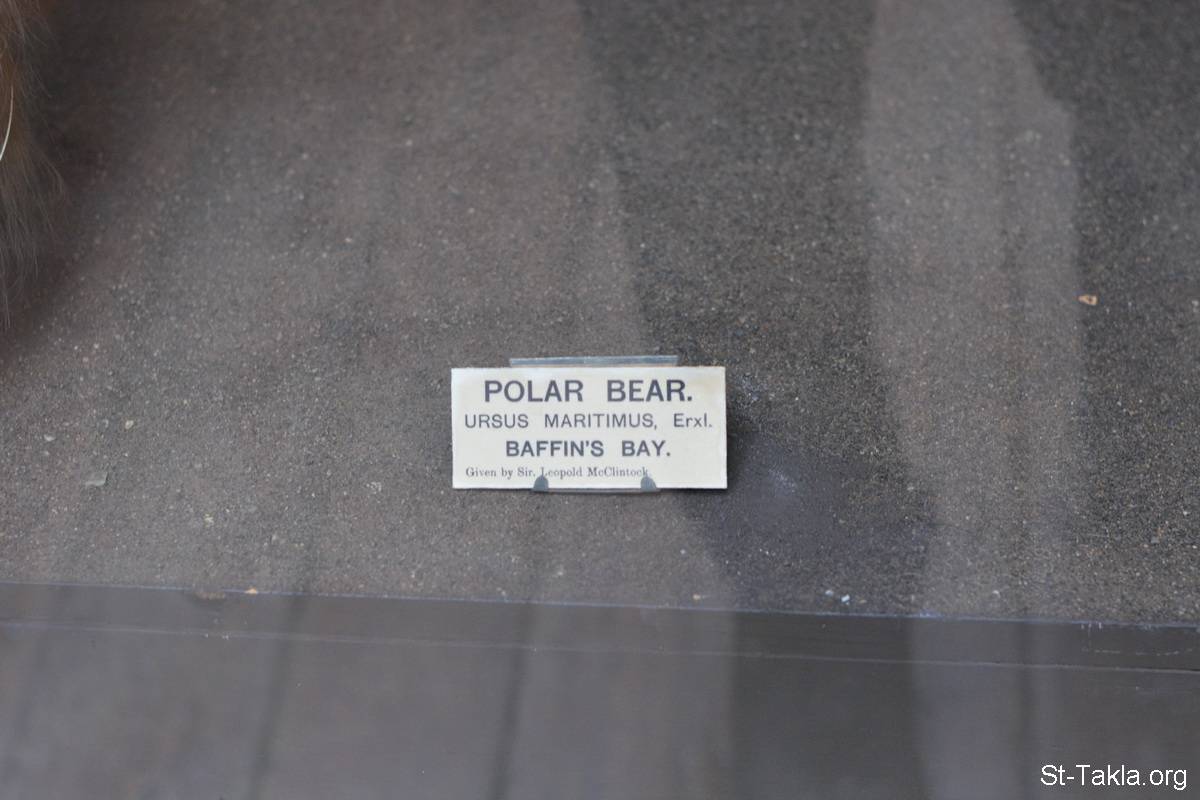 POLAR BEAR.
URSUS MARITIMUS, Erxl.
BAFFIN'S BAY.
Given by Sir. Leopold McClintock.
St-Takla.org